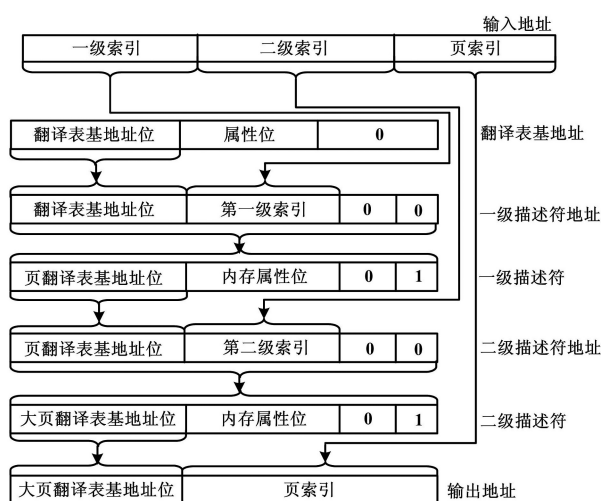 输入地址
一级索引 二级索引 页索引
翻译表基地址位 属性位 0 翻译表基地址
翻译表基地址位 第一级索引 0 0 一级描述符地址
页翻译表基地址位 内存属性位 0 1 一级描述符
页翻译表基地址位 第二级索引 0 0 二级描述符地址
大页翻译表基地址位 内存属性位 0 1 二级描述符
大页翻译表基地址位 页索引 输出地址